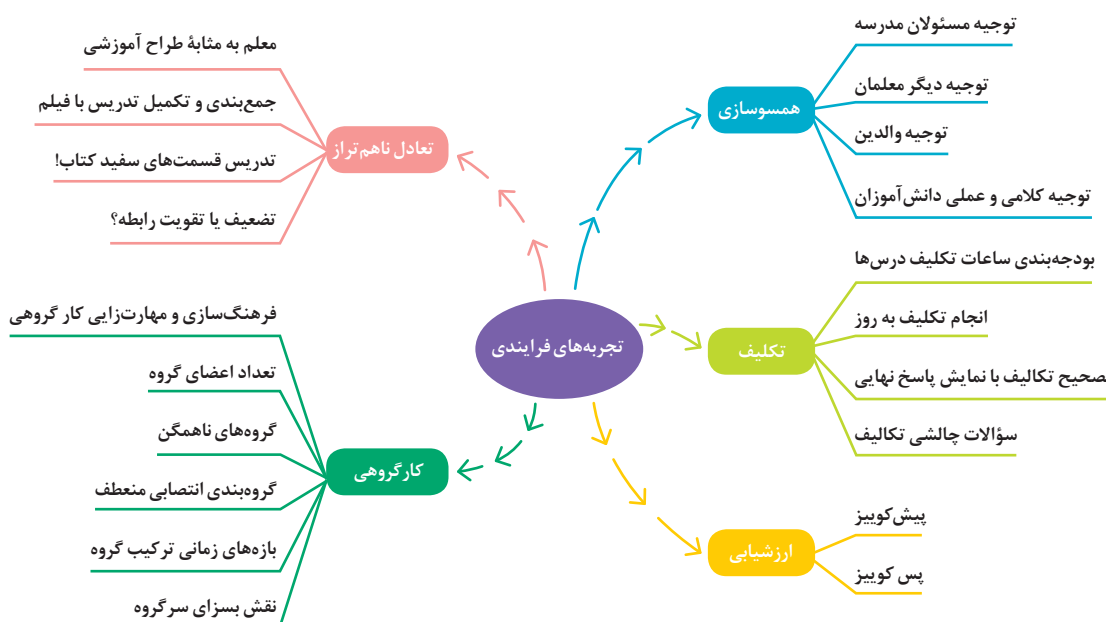 تجربه‌های فرایندی
همسوسازی
توجیه مسئولان مدرسه
توجیه دیگر معلمان
توجیه والدین
توجیه کلامی و عملی دانش‌آموزان
تکلیف
بودجه‌بندی ساعات تکلیف درس‌ها
انجام تکلیف به روز
صحیح تکالیف با نمایش پاسخ نهایی
سؤالات چالشی تکالیف
ارزشیابی
پیش‌کوییز
پس کوییز
تعادل ناهم‌تراز
معلم به مثابۀ طراح آموزشی
جمع‌بندی و تکمیل تدریس با فیلم
تدریس قسمت‌های سفید کتاب!
تضعیف یا تقویت رابطه؟
کارگروهی
فرهنگ‌سازی و مهارت‌زایی کار گروهی
تعداد اعضای گروه
گروه‌های ناهمگن
گروه‌بندی انتصابی منعطف
بازه‌های زمانی ترکیب گروه
نقش بسزای سرگروه